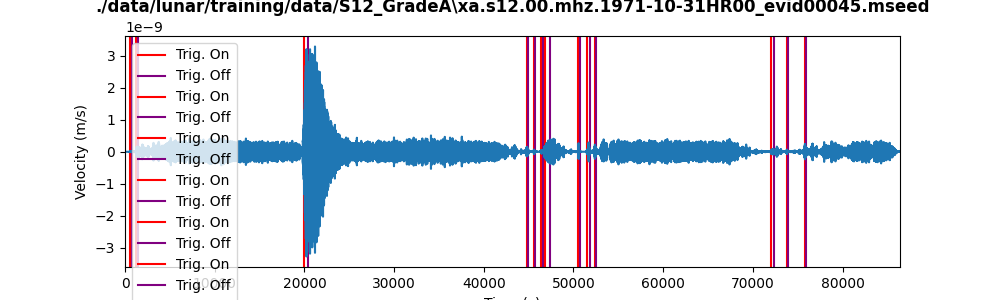 ./data/lunar/training/data/S12_GradeA\xa.s12.00.mhz.1971-10-31HR00_evid00045.mseed
1e−9
3
2
1
0
−1
−2
−3
Velocity (m/s)
Trig. On
Trig. Off
Trig. On
Trig. Off
Trig. On
Trig. Off
Trig. On
Trig. Off
Trig. On
Trig. Off
Trig. On
Trig. Off
0 10000 20000 30000 40000 50000 60000 70000 80000